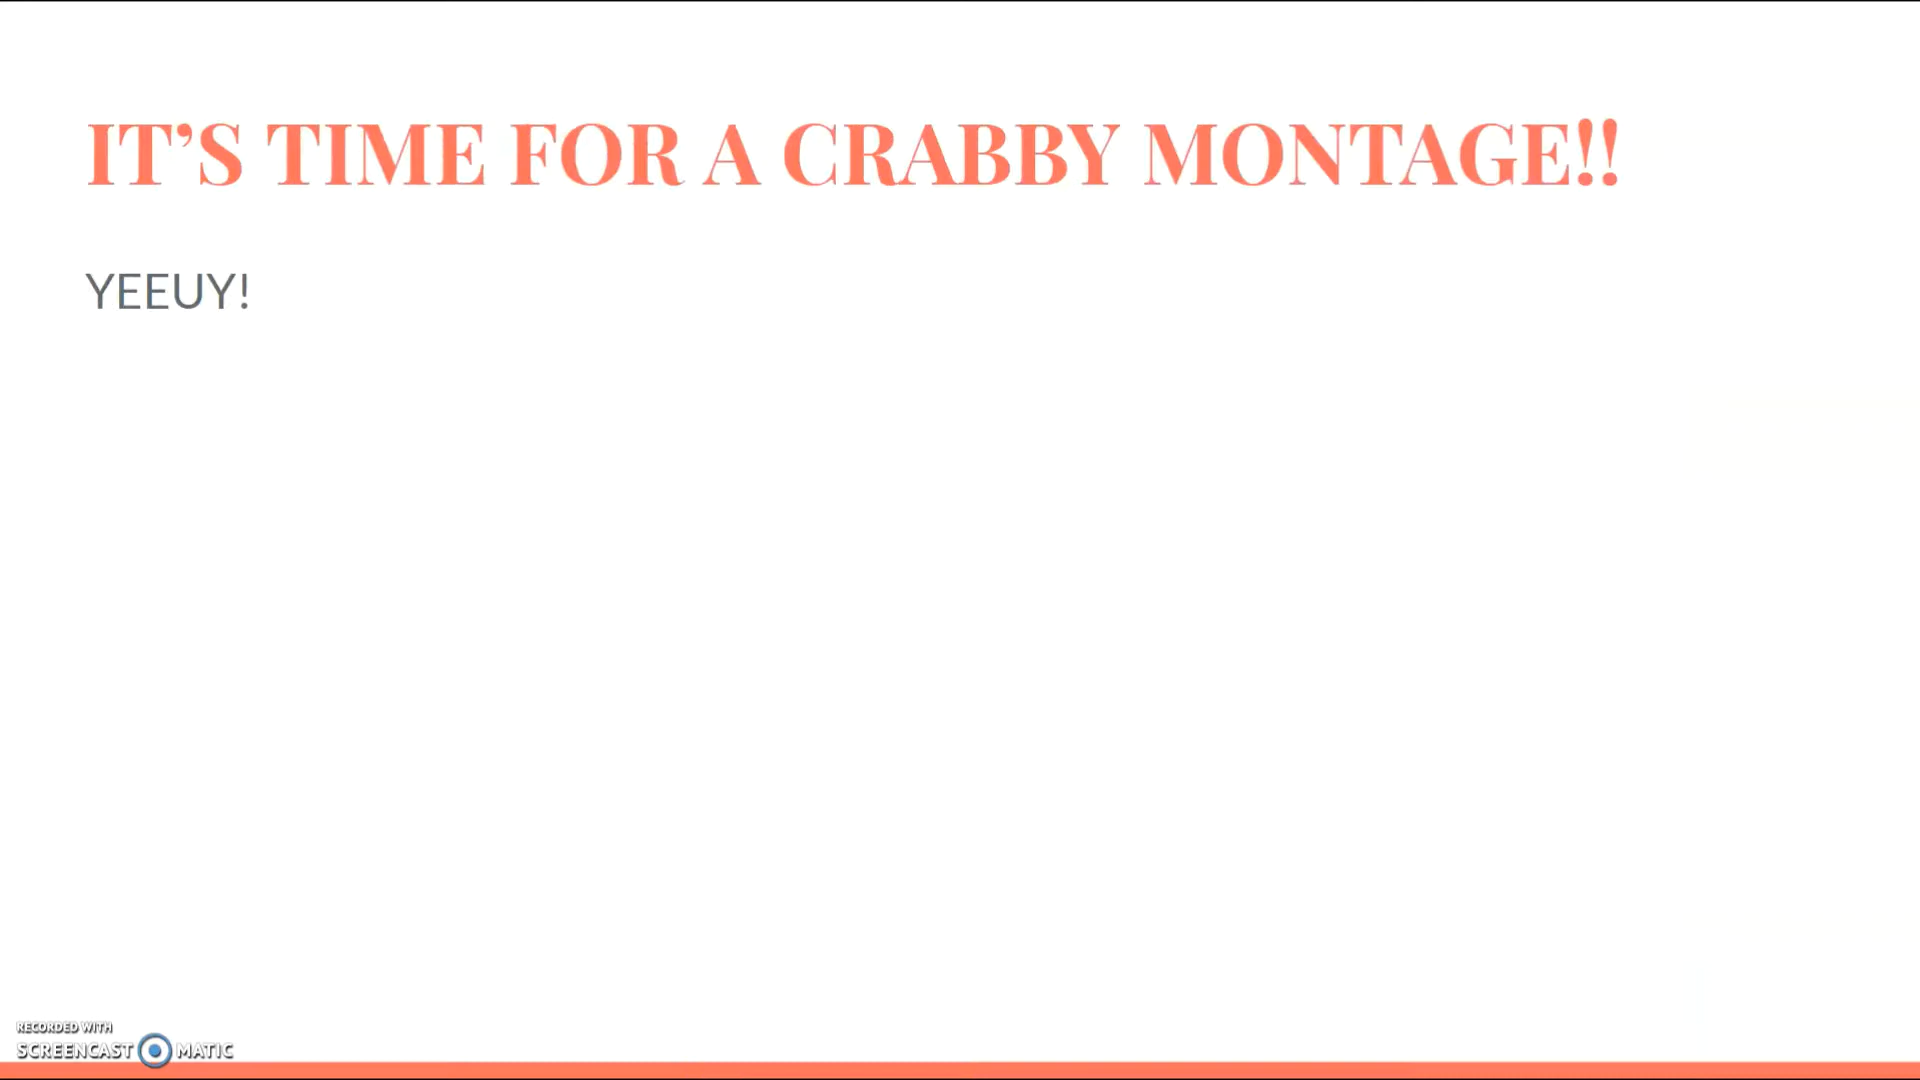 IT’S TIME FOR A CRABBY MONTAGE!!
YEEUY!
RECORDED WITH
SCREENCAST MATIC